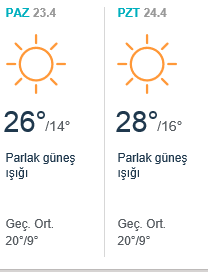 PAZ 23.4
26°/14°
Parlak güneş
ışığı
Geç. Ort.
20°/9°
PZT 24.4
28°/16°
Parlak güneş
ışığı
Geç. Ort.
20°/9°